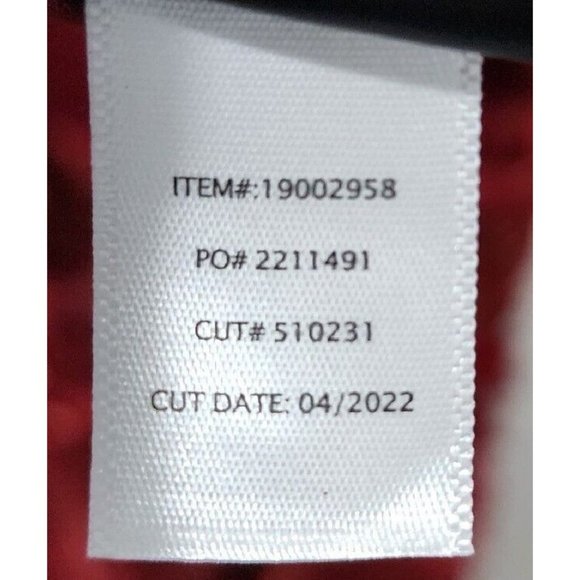 ITEM#:19002958
PO# 2211491
CUT# 510231
CUT DATE: 04/2022